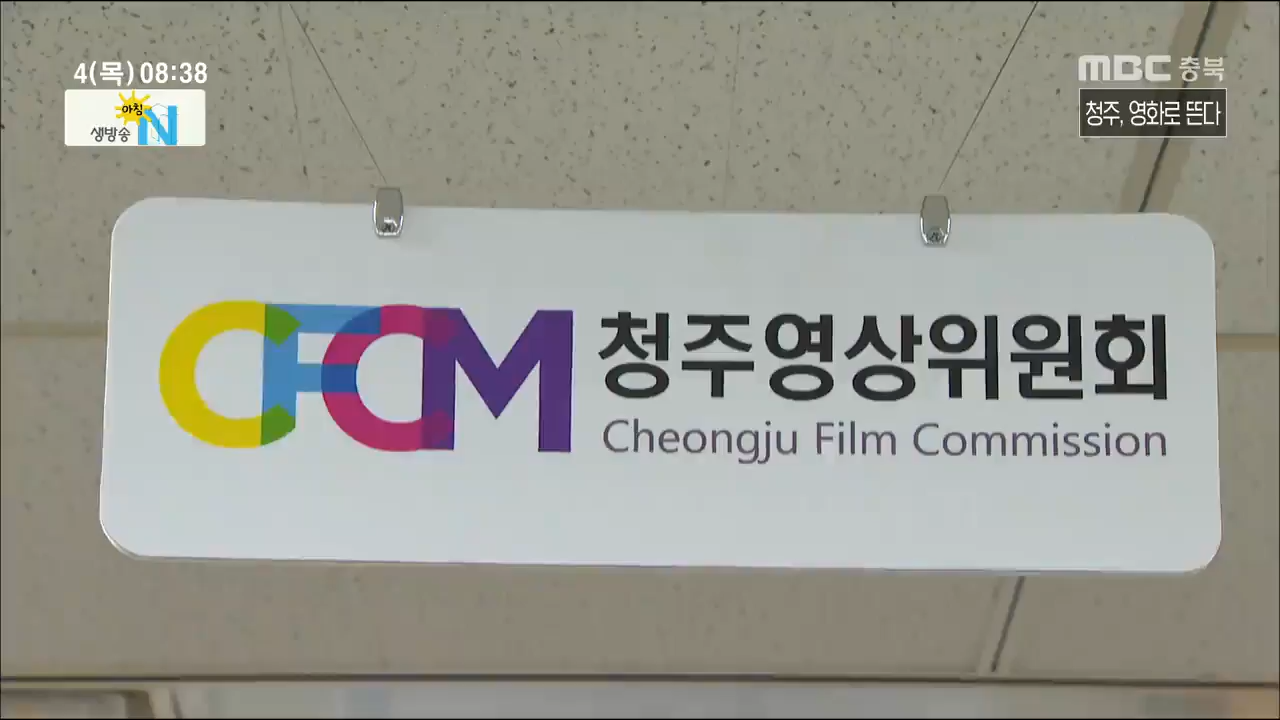 4(목) 08:38
MBC 충북
아침
생방송 N
청주, 영화로 뜬다
CFCM 청주영상위원회
Cheongju Film Commission